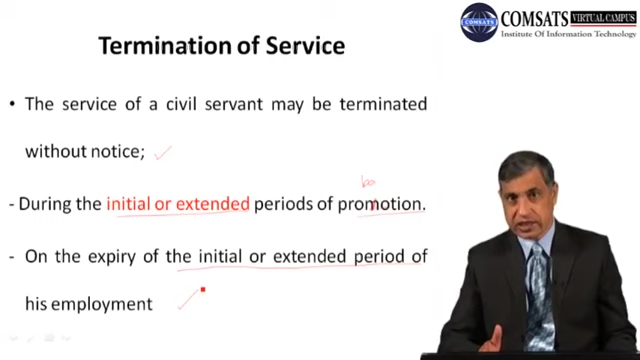 COMSATS VIRTUAL CAMPUS
Institute Of Information Technology
Termination of Service
• The service of a civil servant may be terminated
without notice;
bo
- During the initial or extended periods of promotion.
- On the expiry of the initial or extended period of
his employment